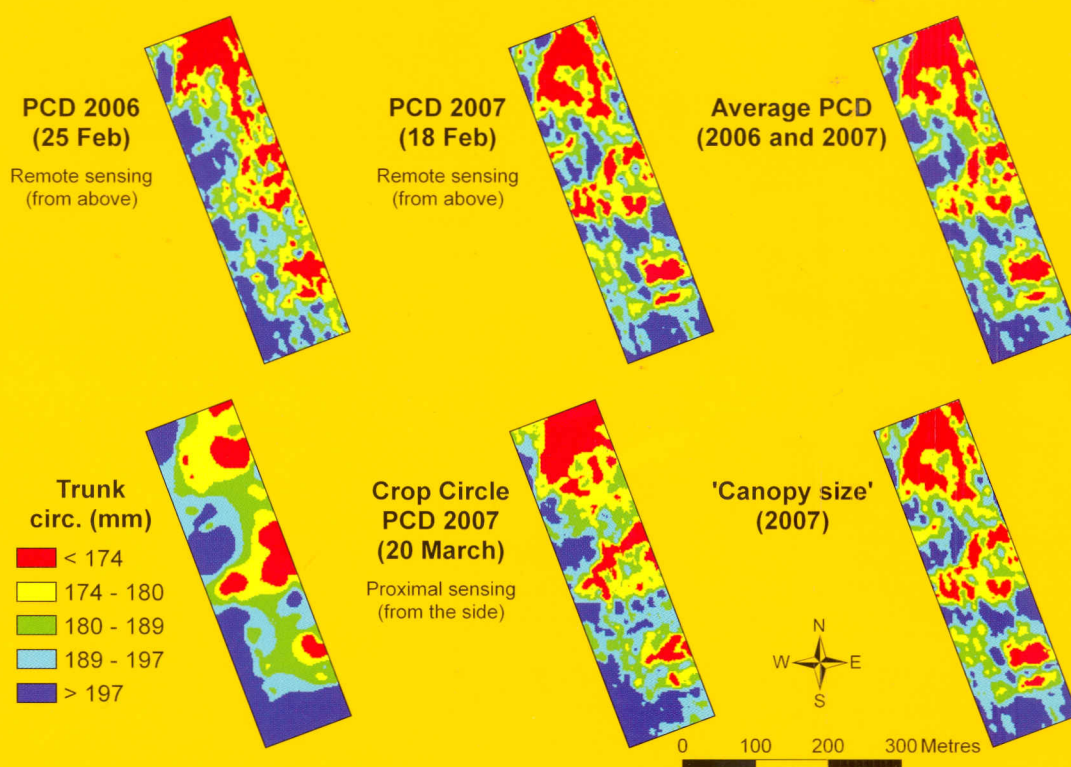 PCD 2006
(25 Feb)
Remote sensing
(from above)
PCD 2007
(18 Feb)
Remote sensing
(from above)
Average PCD
(2006 and 2007)
Trunk
circ. (mm)
< 174
174 - 180
180 - 189
189 - 197
> 197
Crop Circle
PCD 2007
(20 March)
Proximal sensing
(from the side)
'Canopy size'
(2007)
N
W E
S
0 100 200 300 Metres